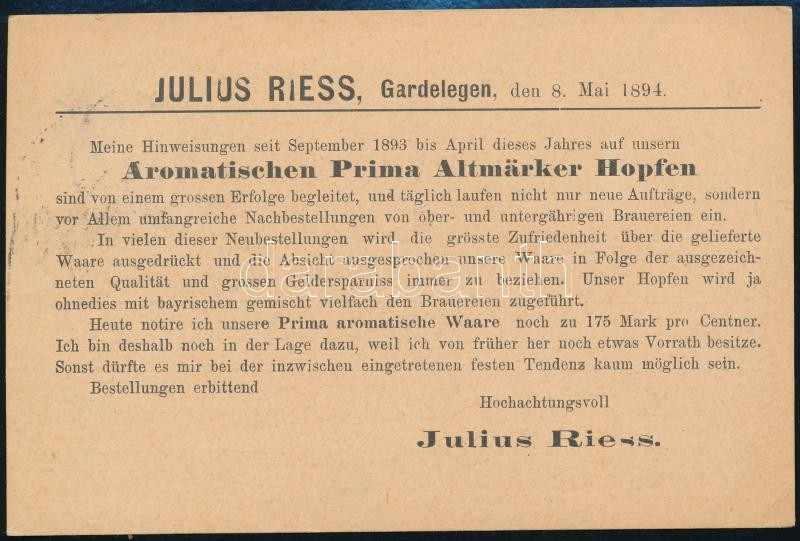 JULIUS RIESS, Gardelegen, den 8. Mai 1894.
Meine Hinweisungen seit September 1893 bis April dieses Jahres auf unsern
Aromatischen Prima Altmärker Hopfen
sind von einem grossen Erfolge begleitet, und täglich laufen nicht nur neue Aufträge, sondern
vor Allem umfangreiche Nachbestellungen von ober- und untergährigen Brauereien ein.
In vielen dieser Neubestellungen wird die grösste Zufriedenheit über die gelieferte
Waare ausgedrückt und die Absicht ausgesprochen unsere Waare in Folge der ausgezeich-
neten Qualität und grossen Geldersparniss immer zu beziehen. Unser Hopfen wird ja
ohnedies mit bayrischem gemischt vielfach den Brauereien zugeführt.
Heute notire ich unsere Prima aromatische Waare noch zu 175 Mark pro Centner.
Ich bin deshalb noch in der Lage dazu, weil ich von früher her noch etwas Vorrath besitze.
Sonst dürfte es mir bei der inzwischen eingetretenen festen Tendenz kaum möglich sein.
Bestellungen erbittend
Hochachtungsvoll
Julius Riess.
darabanth